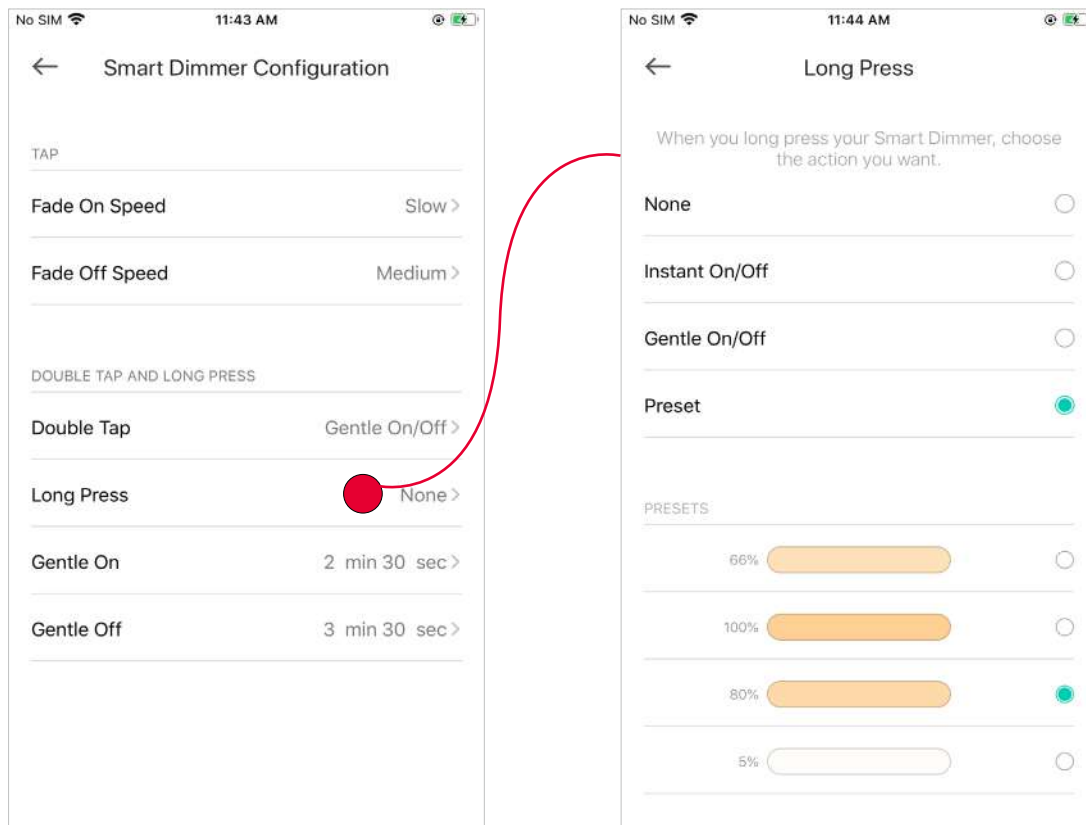 No SIM 11:43 AM
Smart Dimmer Configuration
TAP
Fade On Speed Slow
Fade Off Speed Medium
DOUBLE TAP AND LONG PRESS
Double Tap Gentle On/Off
Long Press None
Gentle On 2 min 30 sec
Gentle Off 3 min 30 sec
No SIM 11:44 AM
Long Press
When you long press your Smart Dimmer, choose
the action you want.
None
Instant On/Off
Gentle On/Off
Preset
PRESETS
66%
100%
80%
5%